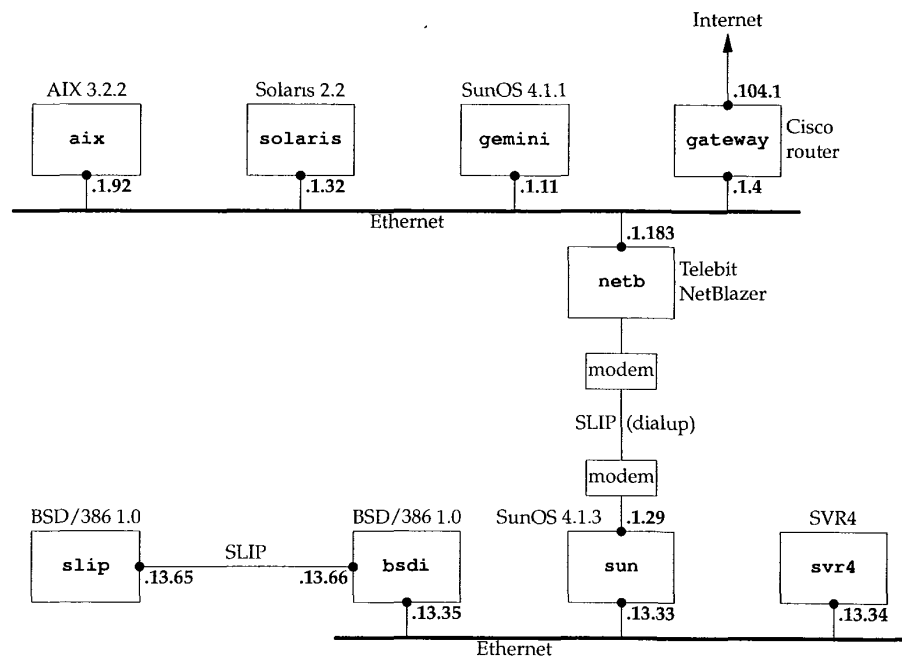 Internet
AIX 3.2.2
Solaris 2.2
SunOS 4.1.1
.104.1
aix
solaris
gemini
gateway
Cisco
router
.1.92
.1.32
.1.11
.1.4
Ethernet
.1.183
netb
Telebit
NetBlazer
modem
SLIP (dialup)
modem
BSD/386 1.0
BSD/386 1.0
SunOS 4.1.3
.1.29
SVR4
slip
SLIP
bsdi
sun
svr4
.13.65
.13.66
.13.35
.13.33
.13.34
Ethernet